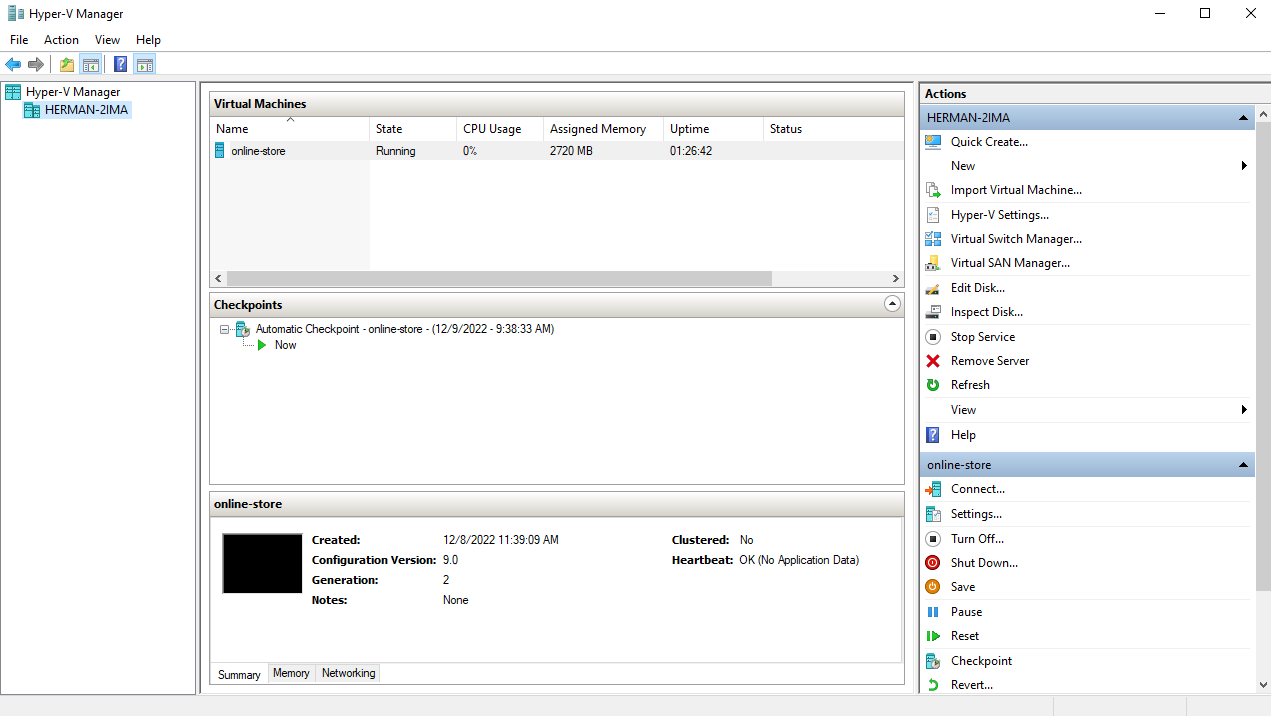 Hyper-V Manager
File Action View Help
Hyper-V Manager
HERMAN-2IMA
Virtual Machines
Name State CPU Usage Assigned Memory Uptime Status
online-store Running 0% 2720 MB 01:26:42
Checkpoints
Automatic Checkpoint - online-store - (12/9/2022 - 9:38:33 AM)
Now
online-store
Created: 12/8/2022 11:39:09 AM Clustered: No
Configuration Version: 9.0 Heartbeat: OK (No Application Data)
Generation: 2
Notes: None
Summary Memory Networking
Actions
HERMAN-2IMA
Quick Create...
New
Import Virtual Machine...
Hyper-V Settings...
Virtual Switch Manager...
Virtual SAN Manager...
Edit Disk...
Inspect Disk...
Stop Service
Remove Server
Refresh
View
Help
online-store
Connect...
Settings...
Turn Off...
Shut Down...
Save
Pause
Reset
Checkpoint
Revert...